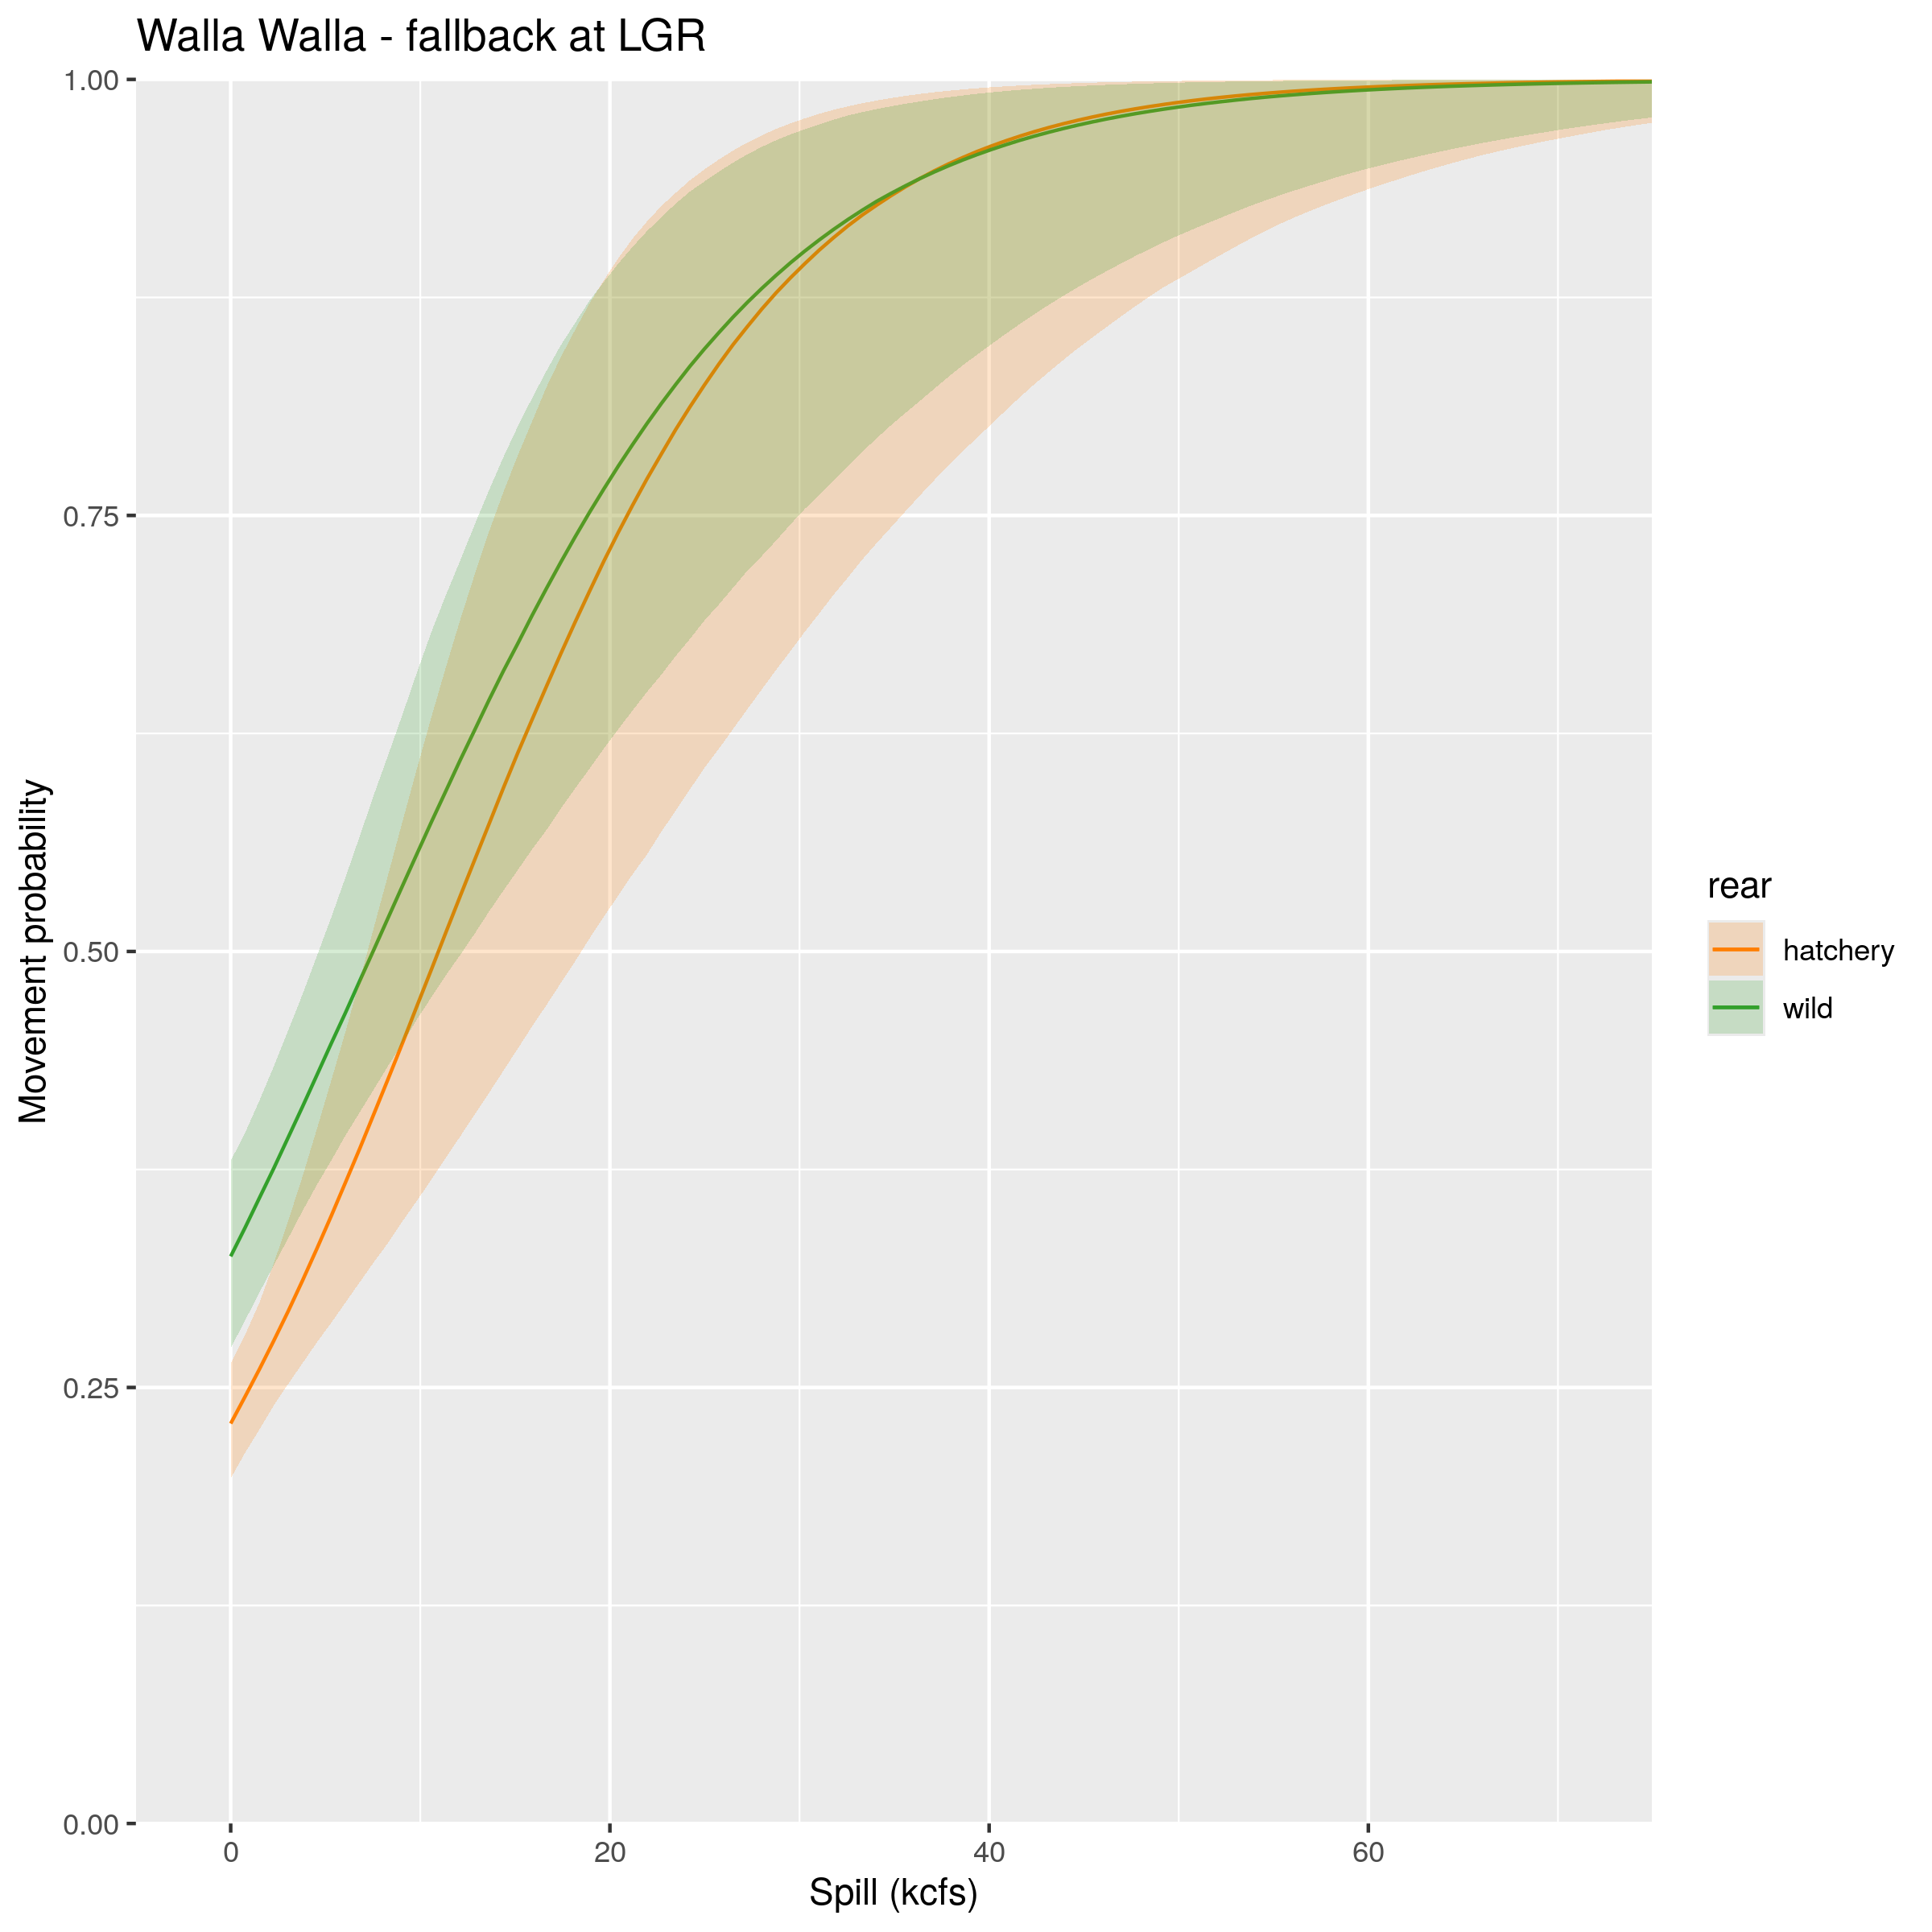 Walla Walla - fallback at LGR
1.00
0.75
0.50
0.25
0.00
Movement probability
0 20 40 60
Spill (kcfs)
rear
hatchery
wild